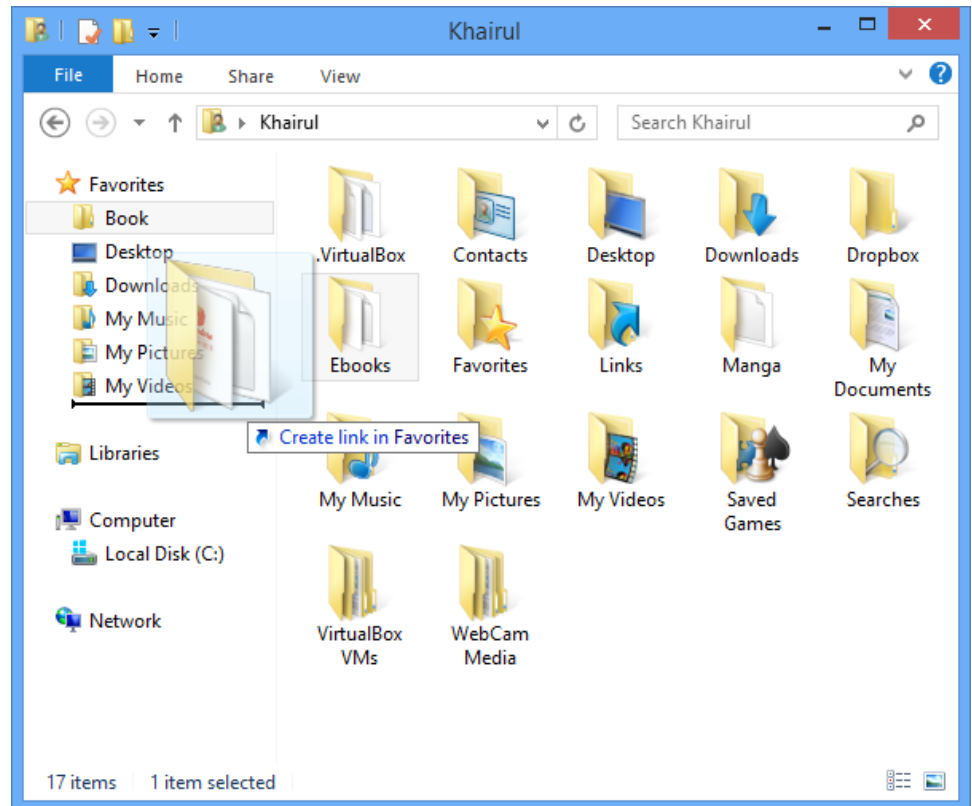 Khairul
File Home Share View
Khairul
Search Khairul
Favorites
Book
Desktop
Downloads
My Music
My Pictures
My Videos
Libraries
Computer
Local Disk (C:)
Network
.VirtualBox
Contacts
Desktop
Downloads
Dropbox
Ebooks
Favorites
Links
Manga
My
Documents
Create link in Favorites
My Music
My Pictures
My Videos
Saved
Games
Searches
VirtualBox
VMs
WebCam
Media
17 items 1 item selected